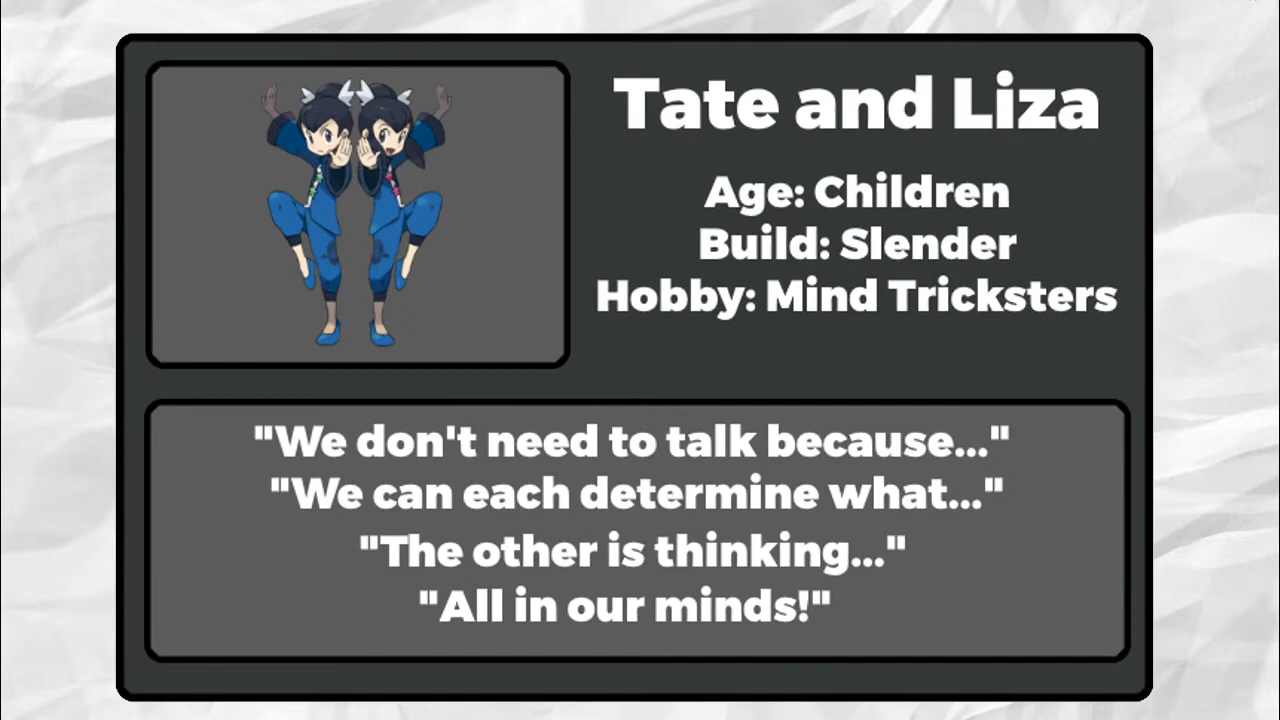 Tate and Liza
Age: Children
Build: Slender
Hobby: Mind Tricksters
"We don't need to talk because..."
"We can each determine what..."
"The other is thinking..."
"All in our minds!"